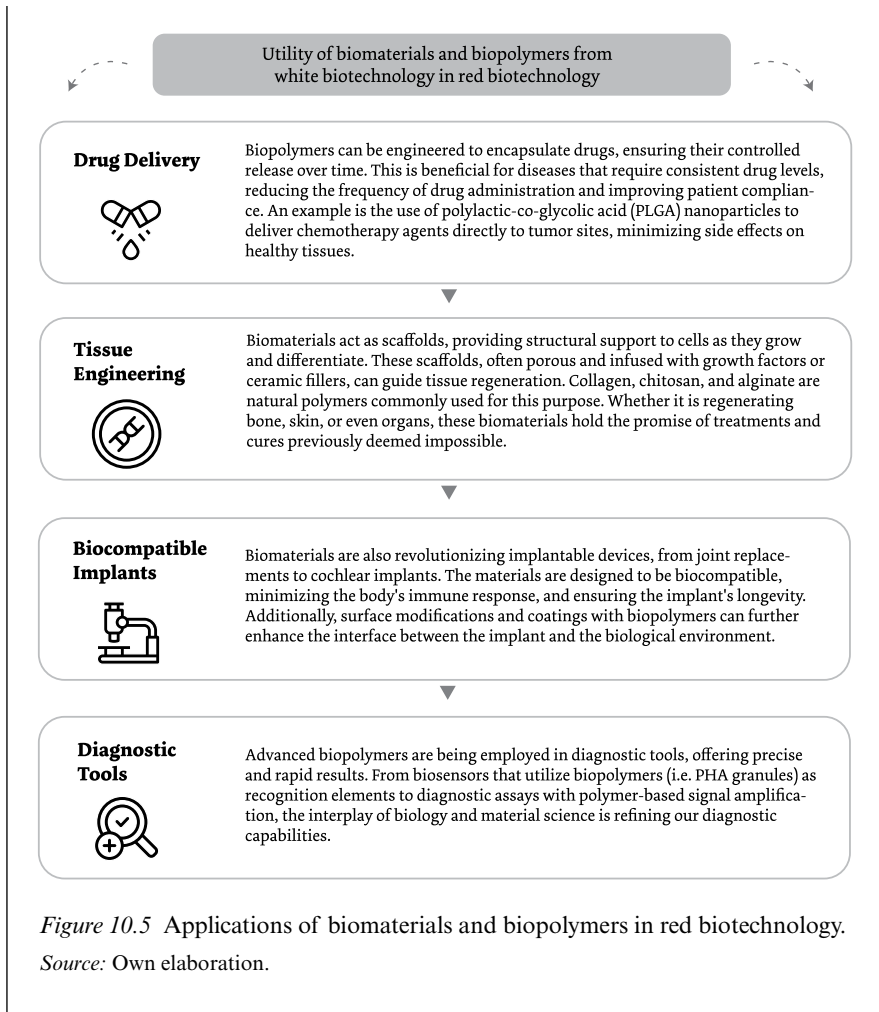 Utility of biomaterials and biopolymers from
white biotechnology in red biotechnology
Drug Delivery
Biopolymers can be engineered to encapsulate drugs, ensuring their controlled
release over time. This is beneficial for diseases that require consistent drug levels,
reducing the frequency of drug administration and improving patient complian-
ce. An example is the use of polylactic-co-glycolic acid (PLGA) nanoparticles to
deliver chemotherapy agents directly to tumor sites, minimizing side effects on
healthy tissues.
Tissue
Engineering
Biomaterials act as scaffolds, providing structural support to cells as they grow
and differentiate. These scaffolds, often porous and infused with growth factors or
ceramic fillers, can guide tissue regeneration. Collagen, chitosan, and alginate are
natural polymers commonly used for this purpose. Whether it is regenerating
bone, skin, or even organs, these biomaterials hold the promise of treatments and
cures previously deemed impossible.
Biocompatible
Implants
Biomaterials are also revolutionizing implantable devices, from joint replace-
ments to cochlear implants. The materials are designed to be biocompatible,
minimizing the body's immune response, and ensuring the implant's longevity.
Additionally, surface modifications and coatings with biopolymers can further
enhance the interface between the implant and the biological environment.
Diagnostic
Tools
Advanced biopolymers are being employed in diagnostic tools, offering precise
and rapid results. From biosensors that utilize biopolymers (i.e. PHA granules) as
recognition elements to diagnostic assays with polymer-based signal amplifica-
tion, the interplay of biology and material science is refining our diagnostic
capabilities.
Figure 10.5 Applications of biomaterials and biopolymers in red biotechnology.
Source: Own elaboration.